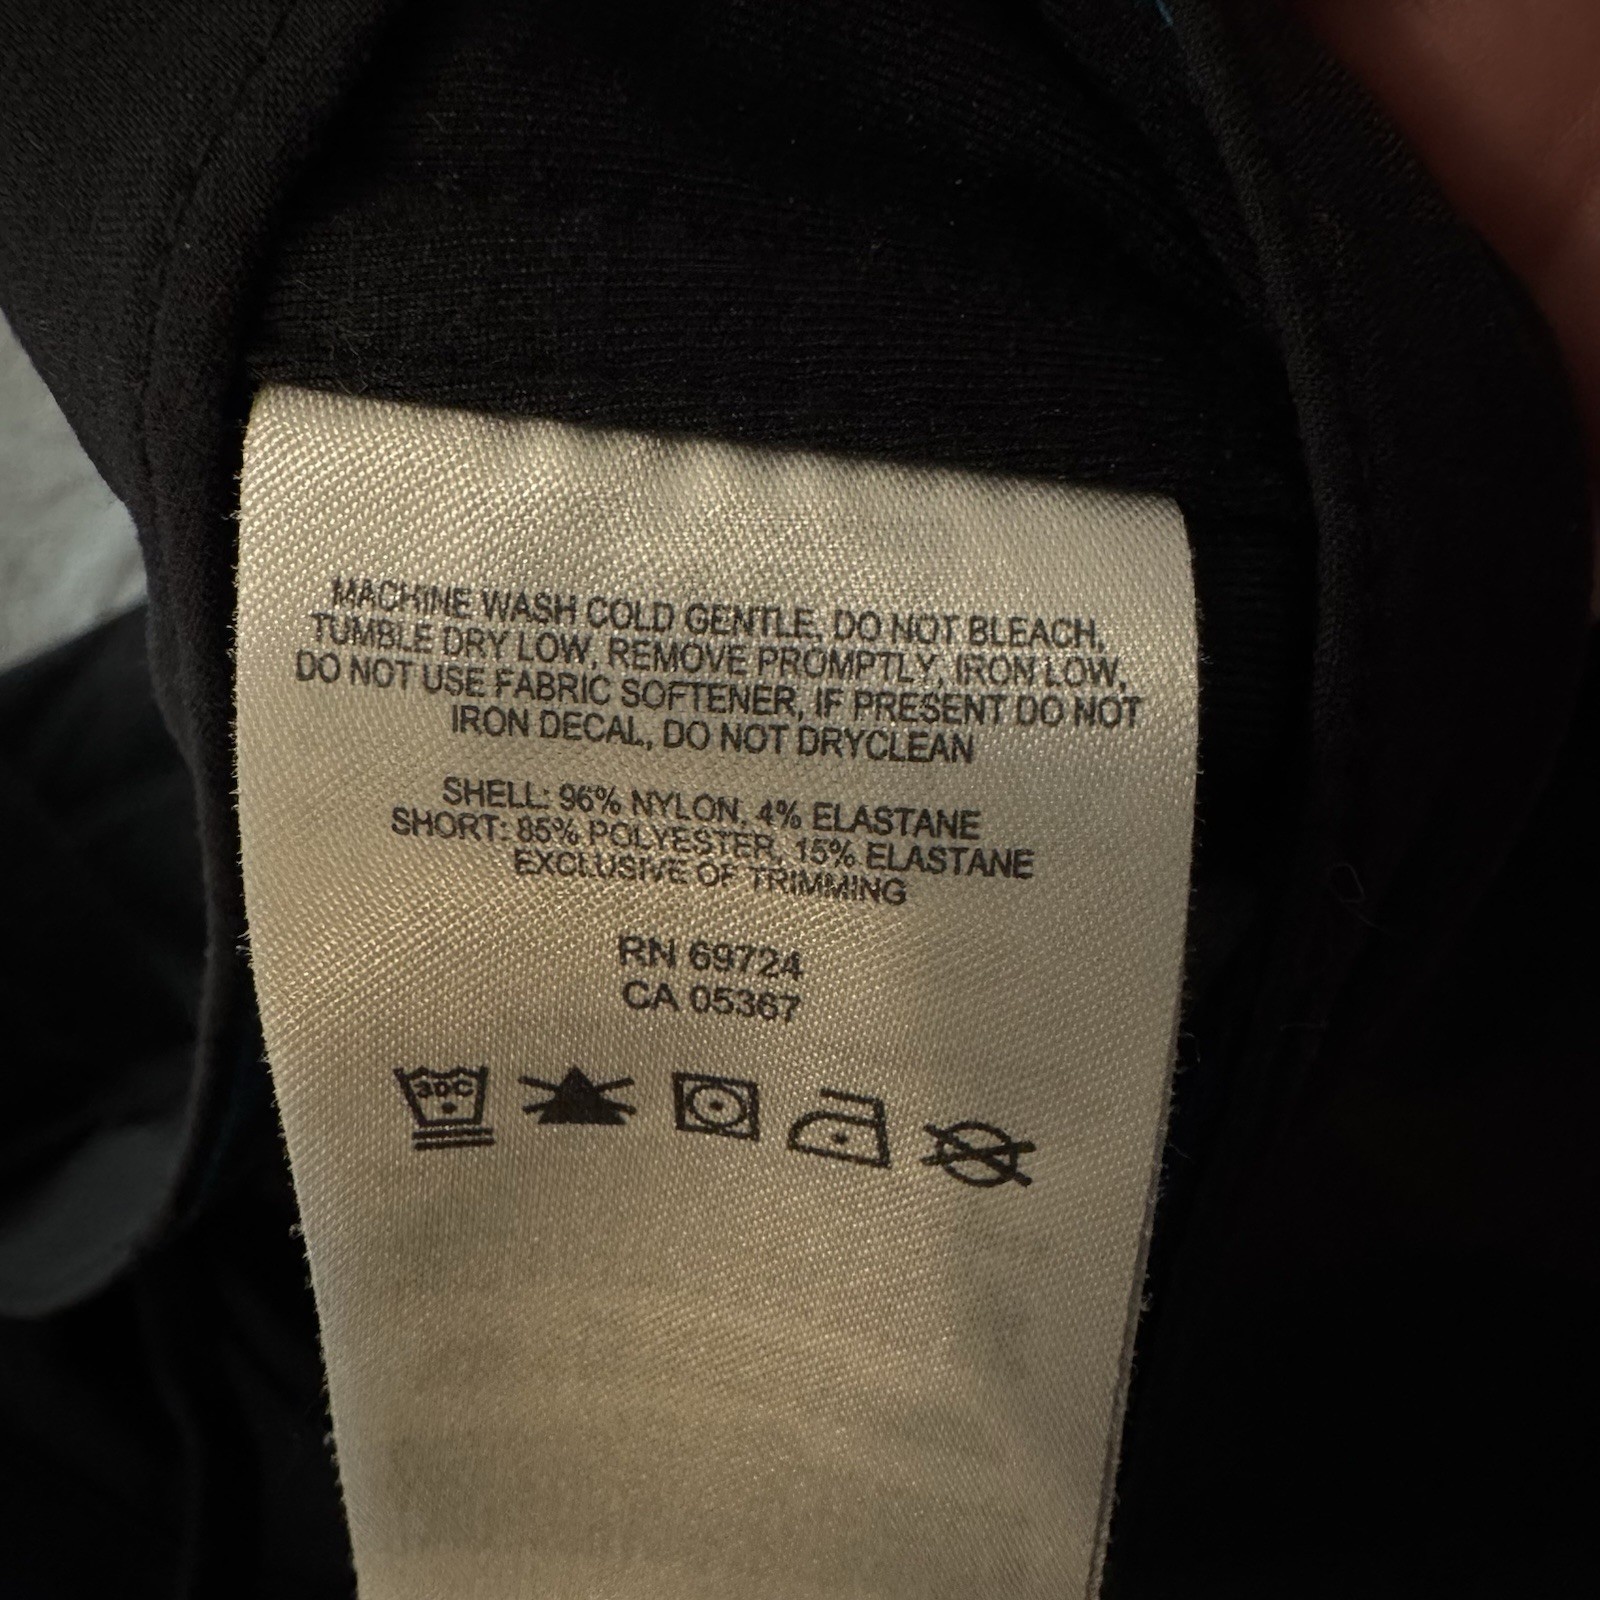 MACHINE WASH COLD GENTLE, DO NOT BLEACH,
TUMBLE DRY LOW, REMOVE PROMPTLY, IRON LOW,
DO NOT USE FABRIC SOFTENER, IF PRESENT DO NOT
IRON DECAL, DO NOT DRYCLEAN
SHELL: 96% NYLON, 4% ELASTANE
SHORT: 85% POLYESTER, 15% ELASTANE
EXCLUSIVE OF TRIMMING
RN 69724
CA 05367
30C